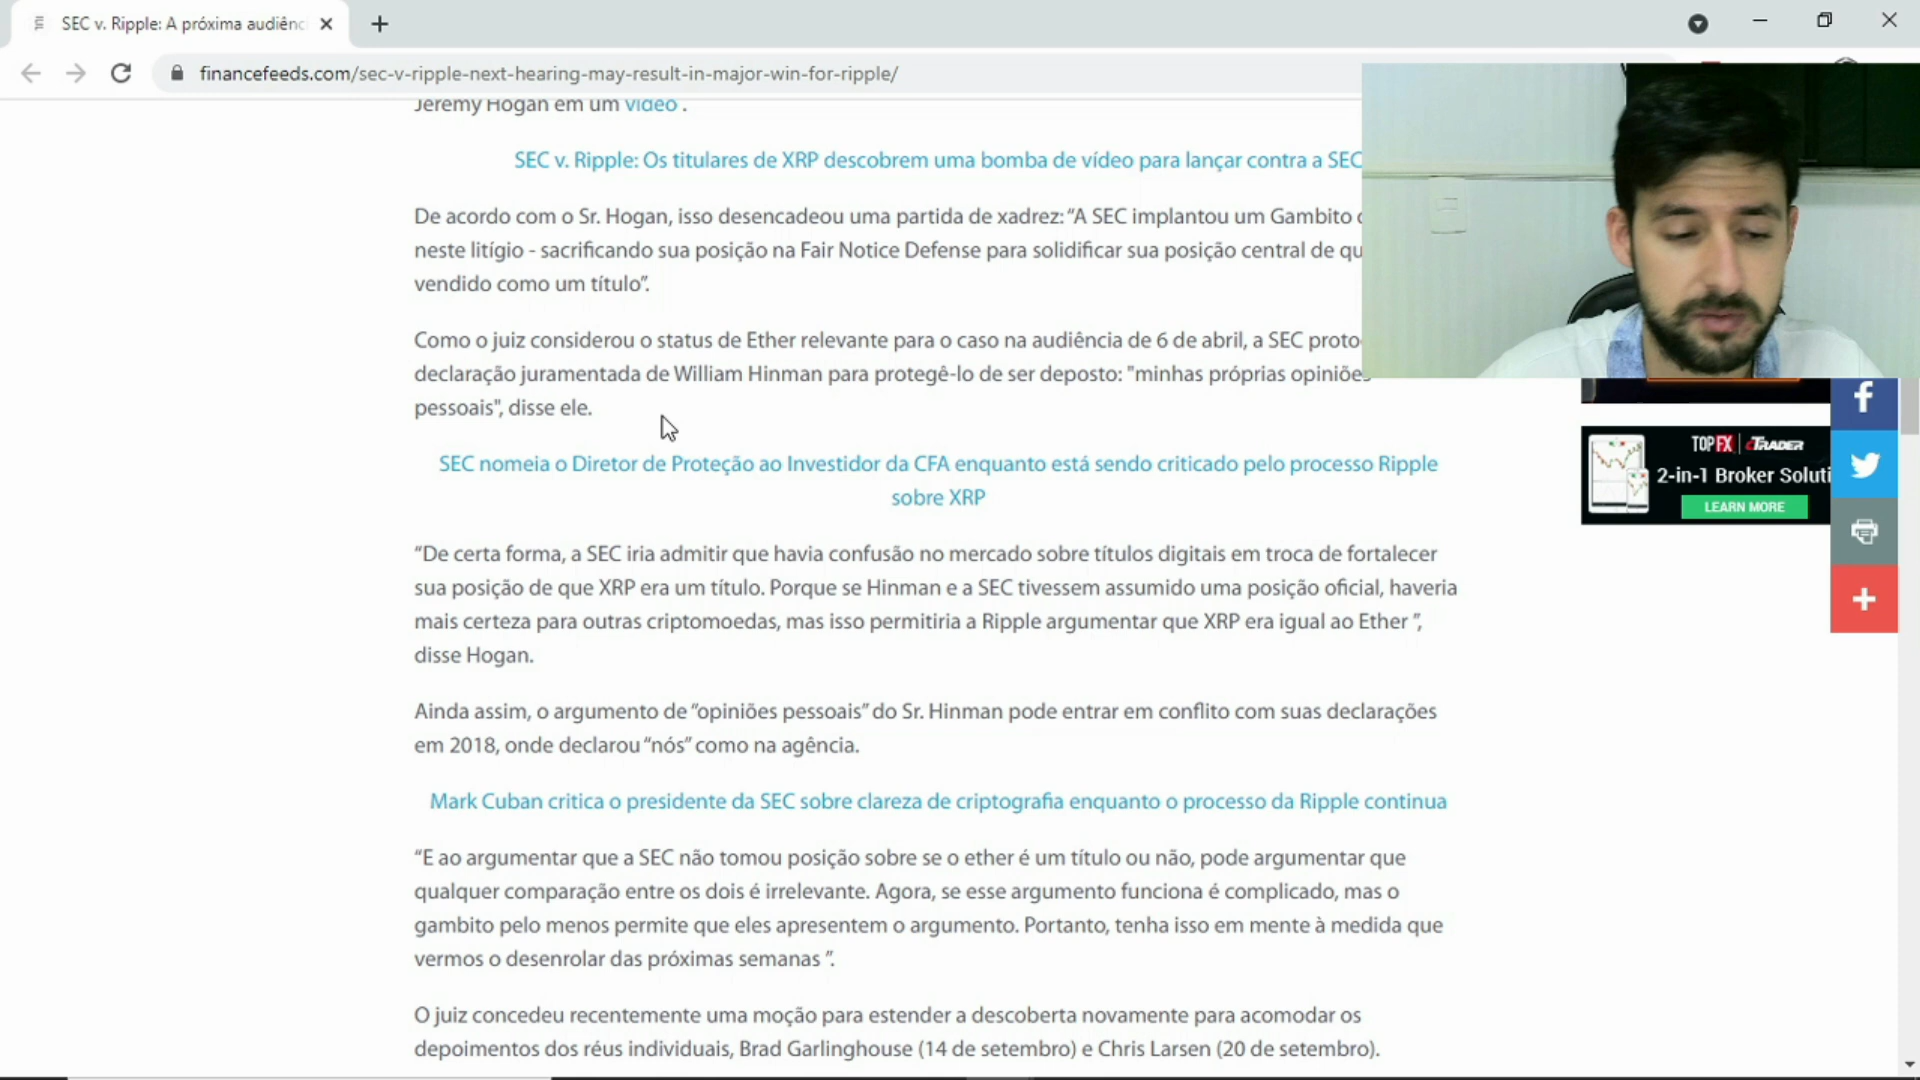 SEC v. Ripple: A próxima audiênc
financefeeds.com/sec-v-ripple-next-hearing-may-result-in-major-win-for-ripple/
Jeremy Hogan em um vídeo .
SEC v. Ripple: Os titulares de XRP descobrem uma bomba de vídeo para lançar contra a SEC
De acordo com o Sr. Hogan, isso desencadeou uma partida de xadrez: “A SEC implantou um Gambito
neste litígio - sacrificando sua posição na Fair Notice Defense para solidificar sua posição central de
vendido como um título”.
Como o juiz considerou o status de Ether relevante para o caso na audiência de 6 de abril, a SEC
declaração juramentada de William Hinman para protegê-lo de ser deposto: "minhas próprias opiniões
pessoais", disse ele.
SEC nomeia o Diretor de Proteção ao Investidor da CFA enquanto está sendo criticado pelo processo Ripple
sobre XRP
“De certa forma, a SEC iria admitir que havia confusão no mercado sobre títulos digitais em troca de fortalecer
sua posição de que XRP era um título. Porque se Hinman e a SEC tivessem assumido uma posição oficial, haveria
mais certeza para outras criptomoedas, mas isso permitiria a Ripple argumentar que XRP era igual ao Ether ”,
disse Hogan.
Ainda assim, o argumento de “opiniões pessoais” do Sr. Hinman pode entrar em conflito com suas declarações
em 2018, onde declarou “nós” como na agência.
Mark Cuban critica o presidente da SEC sobre clareza de criptografia enquanto o processo da Ripple continua
“E ao argumentar que a SEC não tomou posição sobre se o ether é um título ou não, pode argumentar que
qualquer comparação entre os dois é irrelevante. Agora, se esse argumento funciona é complicado, mas o
gambito pelo menos permite que eles apresentem o argumento. Portanto, tenha isso em mente à medida que
vermos o desenrolar das próximas semanas ”.
O juiz concedeu recentemente uma moção para estender a descoberta novamente para acomodar os
depoimentos dos réus individuais, Brad Garlinghouse (14 de setembro) e Chris Larsen (20 de setembro).
TOPFX cTRADER
2-in-1 Broker Soluti
LEARN MORE